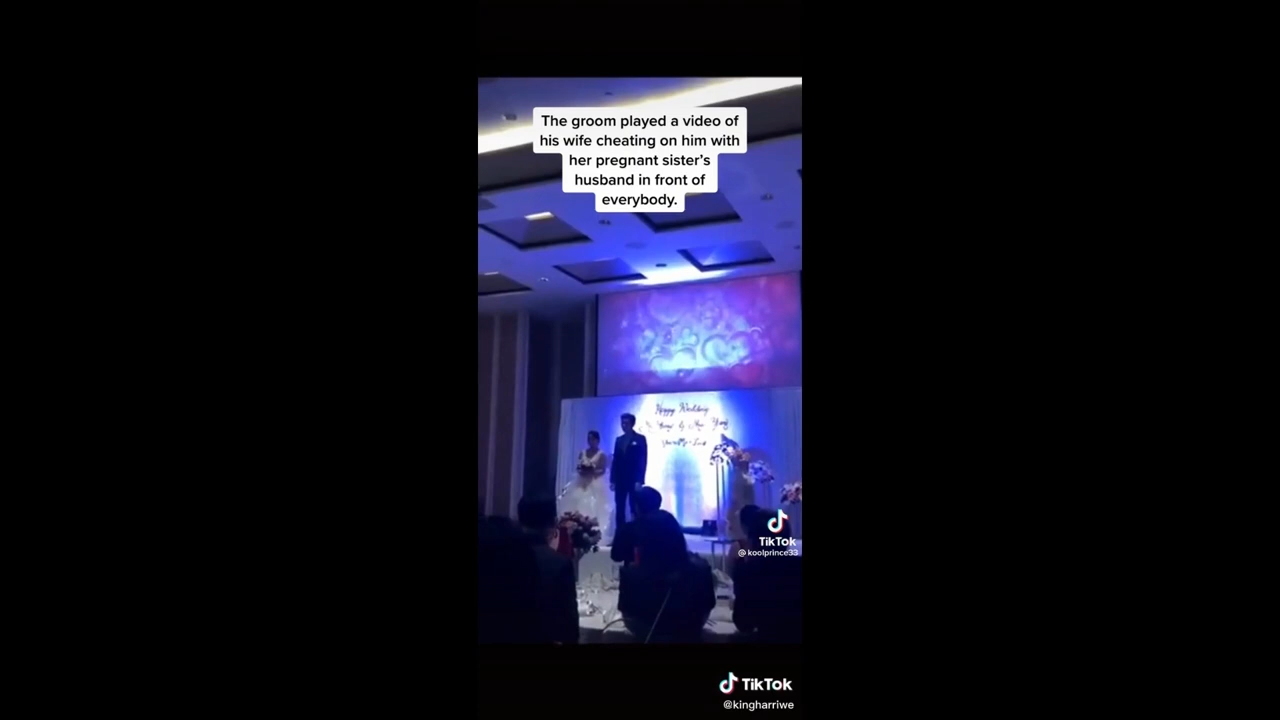 The groom played a video of
his wife cheating on him with
her pregnant sister's
husband in front of
everybody.
Happy Wedding
&
TikTok
@koolprince33
TikTok
@kingharriwe